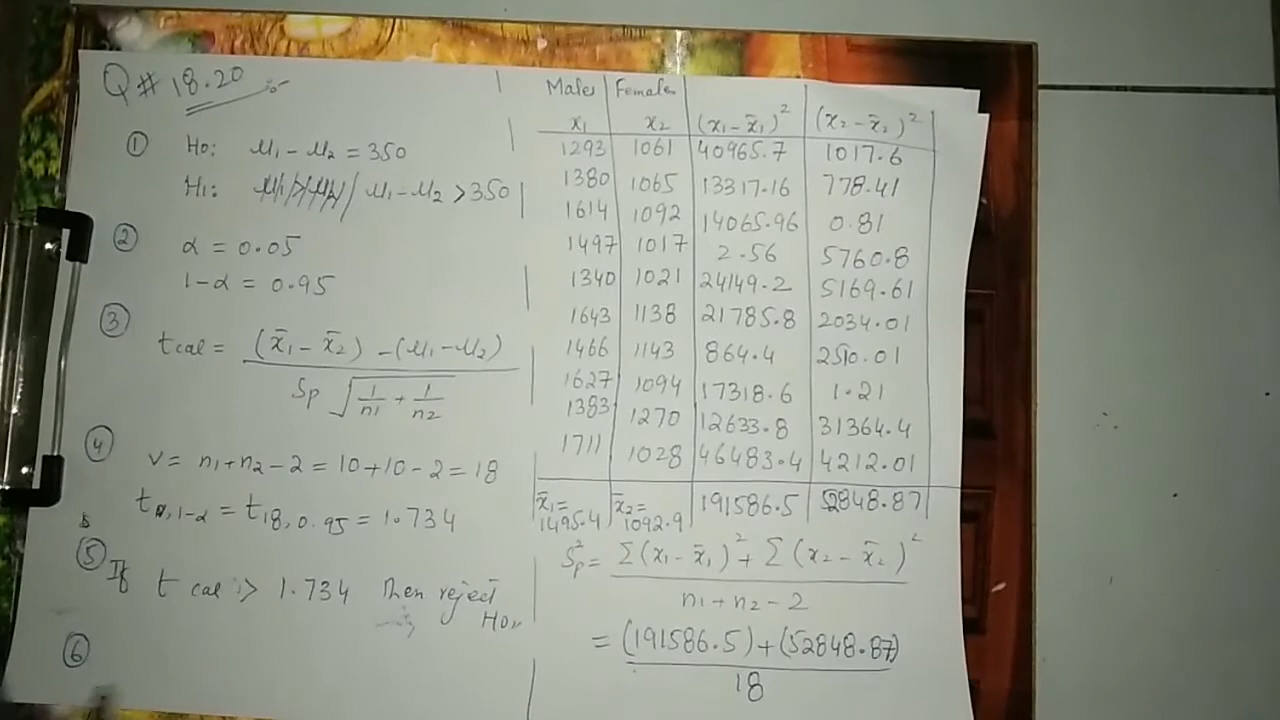 Q # 18.20
① H0: μ1 - μ2 = 350
H1: μ1 - μ2 > 350
② α = 0.05
1-α = 0.95
③ tcal = (x̄1 - x̄2) - (μ1 - μ2)
Sp √(1/n1 + 1/n2)
④ v = n1+n2-2 = 10+10-2 = 18
tv,1-α = t18,0.95 = 1.734
⑤ If t cal > 1.734 then reject
H0
⑥
Males Females
x1 x2 (x1-x̄1)² (x2-x̄2)²
1293 1061 40965.7 1017.6
1380 1065 13317.16 778.41
1614 1092 14065.96 0.81
1497 1017 2.56 5760.8
1340 1021 24149.2 5169.61
1643 1138 21785.8 2034.01
1466 1143 864.4 2510.01
1627 1094 17318.6 1.21
1383 1270 12633.8 31364.4
1711 1028 46483.4 4212.01
x̄1= x̄2= 191586.5 52848.87
1495.4 1092.9
S²p = Σ(x1-x̄1)² + Σ(x2-x̄2)²
n1+n2-2
= (191586.5)+(52848.87)
18